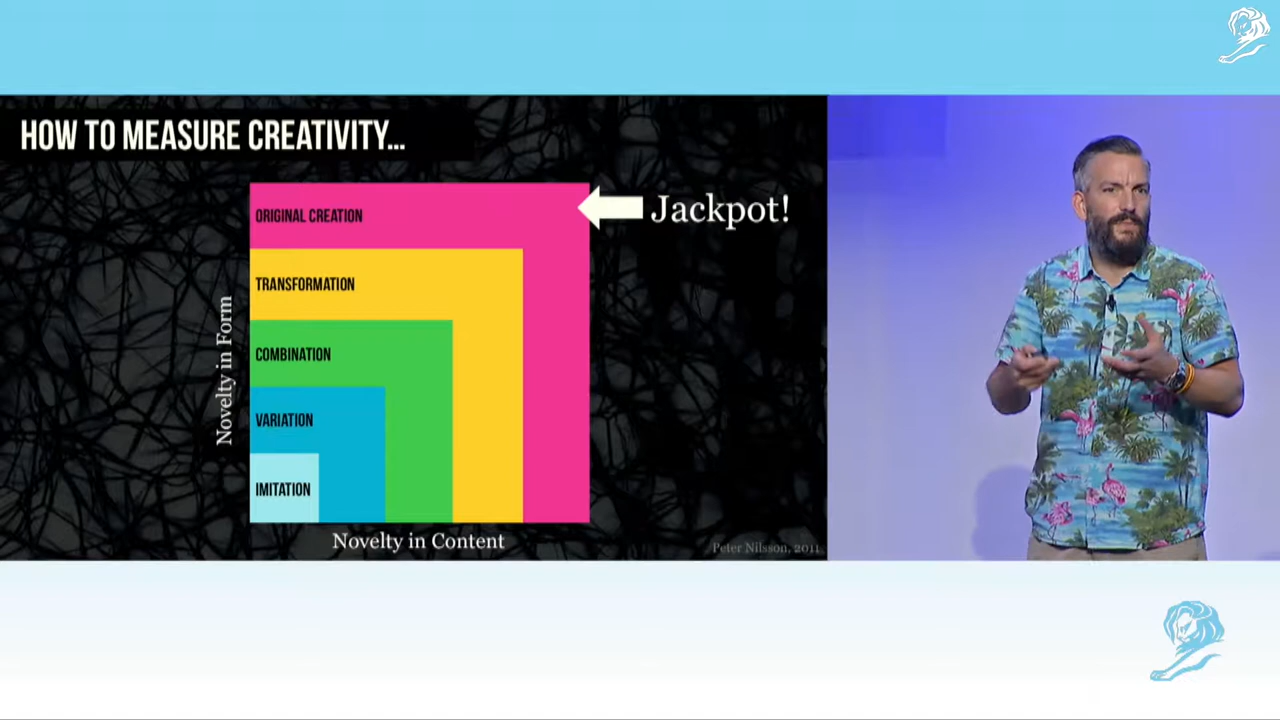 HOW TO MEASURE CREATIVITY...
ORIGINAL CREATION
Jackpot!
TRANSFORMATION
COMBINATION
VARIATION
IMITATION
Novelty in Form
Novelty in Content
Peter Nilsson, 2011